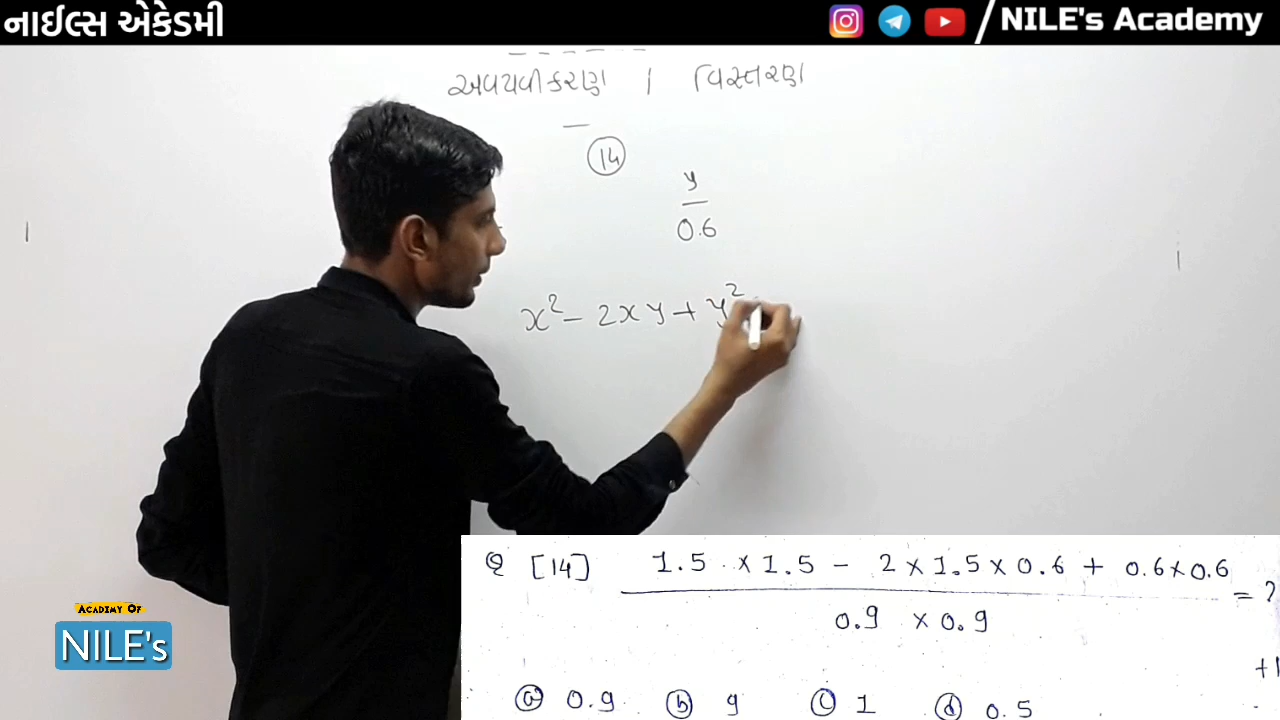 નાઈલ્સ એકેડમી
/ NILE's Academy
અવયવીકરણ / વિસ્તરણ
14
y
0.6
x² - 2xy + y²
Q [14] 1.5 × 1.5 - 2 × 1.5 × 0.6 + 0.6 × 0.6
= ?
0.9 × 0.9
+1
(a) 0.9 (b) 9 (c) 1 (d) 0.5
ACADEMY OF
NILE's